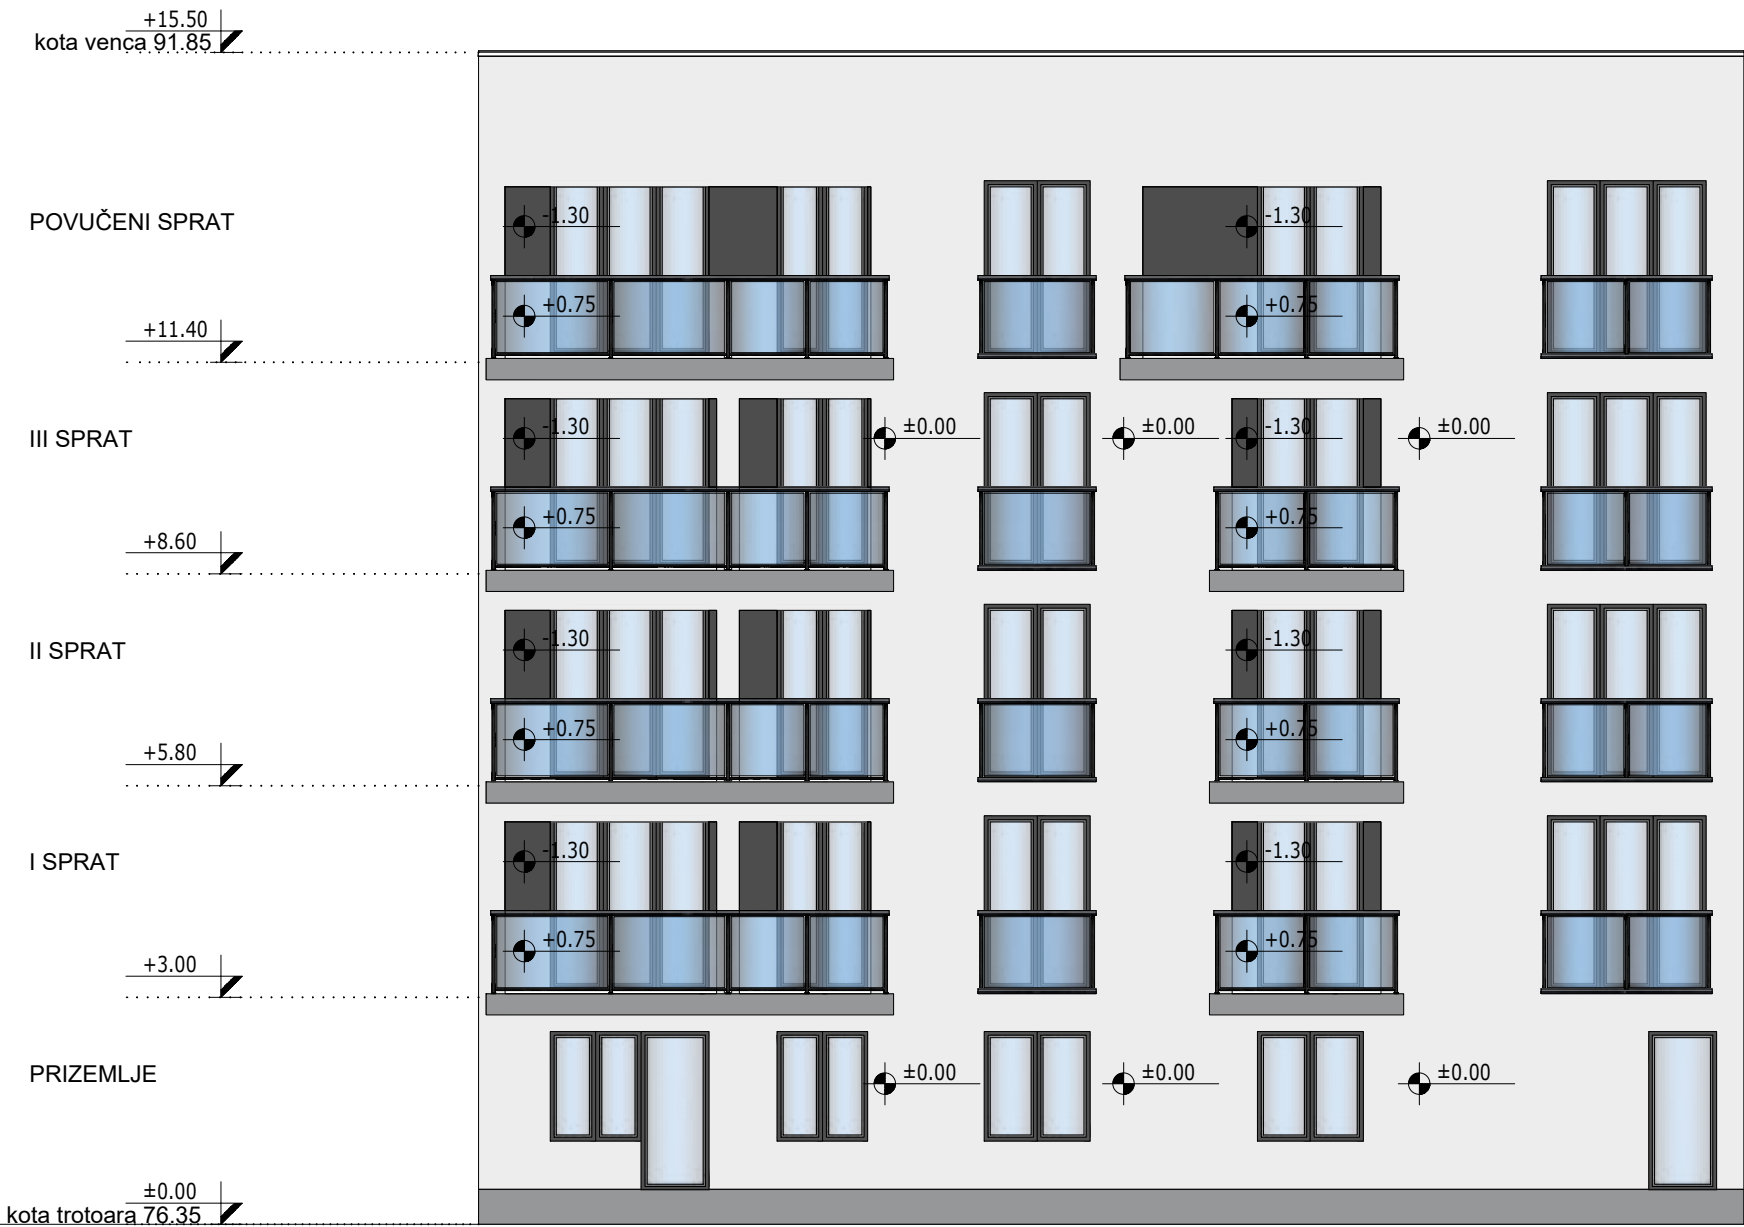 +15.50
kota venca 91.85
POVUČENI SPRAT
-1.30 -1.30
+0.75 +0.75
+11.40
III SPRAT
-1.30 ±0.00 ±0.00 -1.30 ±0.00
+0.75 +0.75
+8.60
II SPRAT
-1.30 -1.30
+0.75 +0.75
+5.80
I SPRAT
-1.30 -1.30
+0.75 +0.75
+3.00
PRIZEMLJE
±0.00 ±0.00 ±0.00
±0.00
kota trotoara 76.35